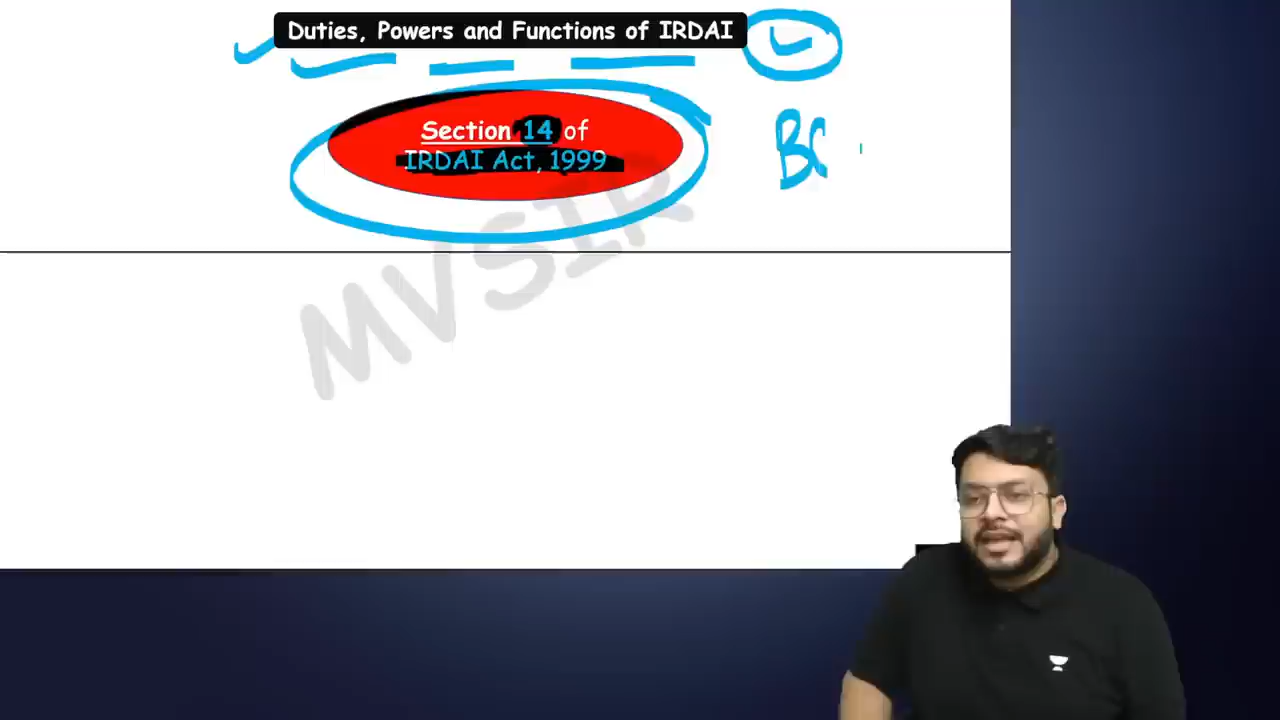 Duties, Powers and Functions of IRDAI
Section 14 of
IRDAI Act, 1999
BC
MVSIR